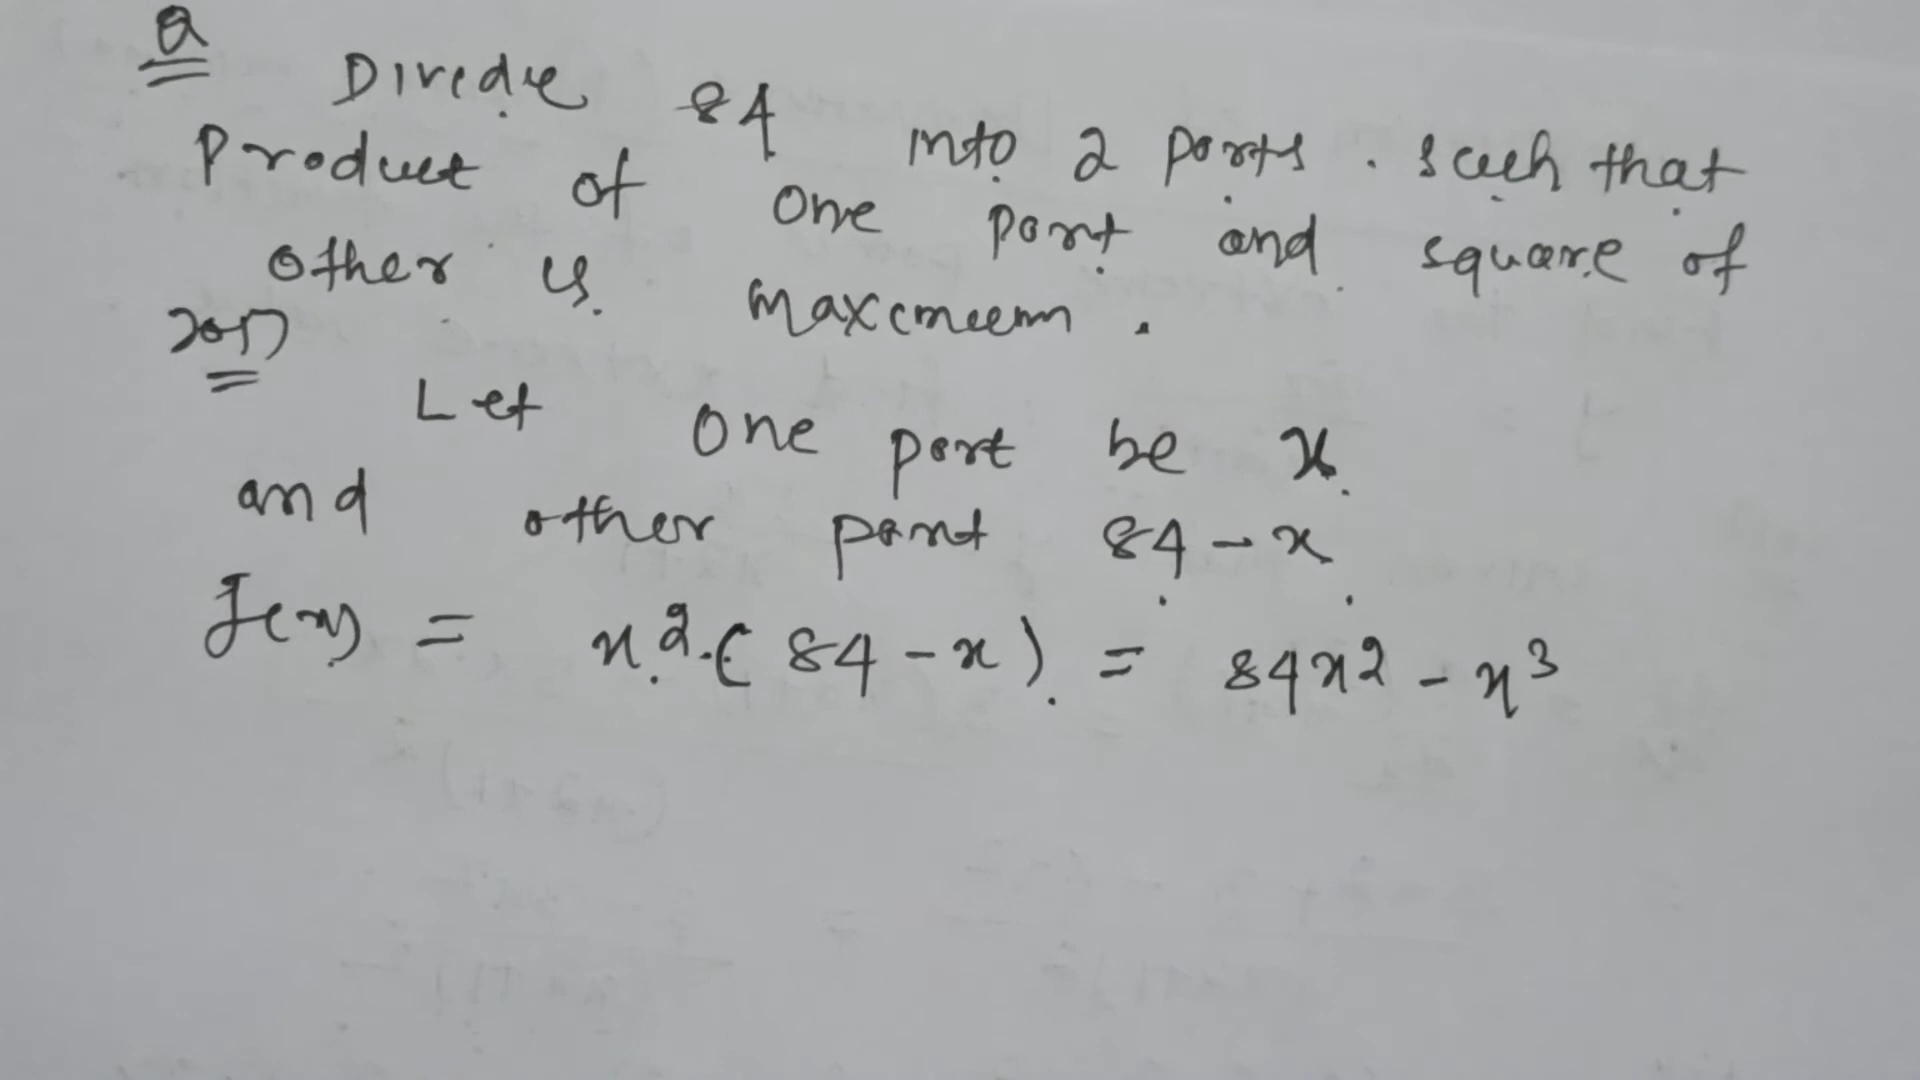 Q
Divide 84 into 2 parts. such that
product of one part and square of
other is maximum.
Let one part be x
and other part 84 - x
f(x) = x².(84 - x) = 84x² - x³